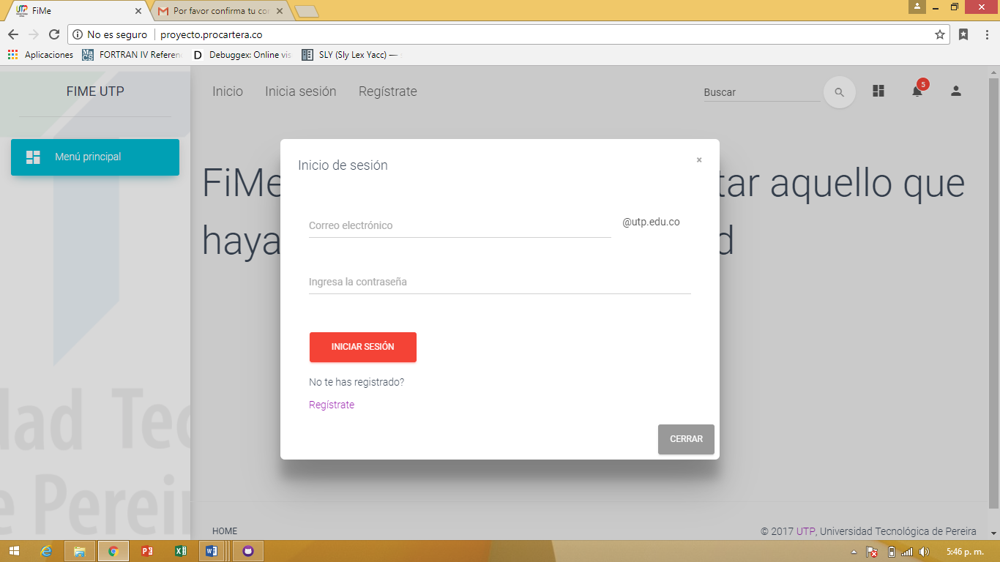 FiMe
Por favor confirma tu co
No es seguro
proyecto.procartera.co
Aplicaciones
FORTRAN IV Referen
Debuggex: Online vis
SLY (Sly Lex Yacc) —
FIME UTP
Inicio
Inicia sesión
Regístrate
Buscar
5
Menú principal
FiMe
tar aquello que
haya
d
Inicio de sesión
×
Correo electrónico
@utp.edu.co
Ingresa la contraseña
INICIAR SESIÓN
No te has registrado?
Regístrate
CERRAR
dad Tec
e Pereir
HOME
© 2017 UTP, Universidad Tecnológica de Pereira
5:46 p. m.